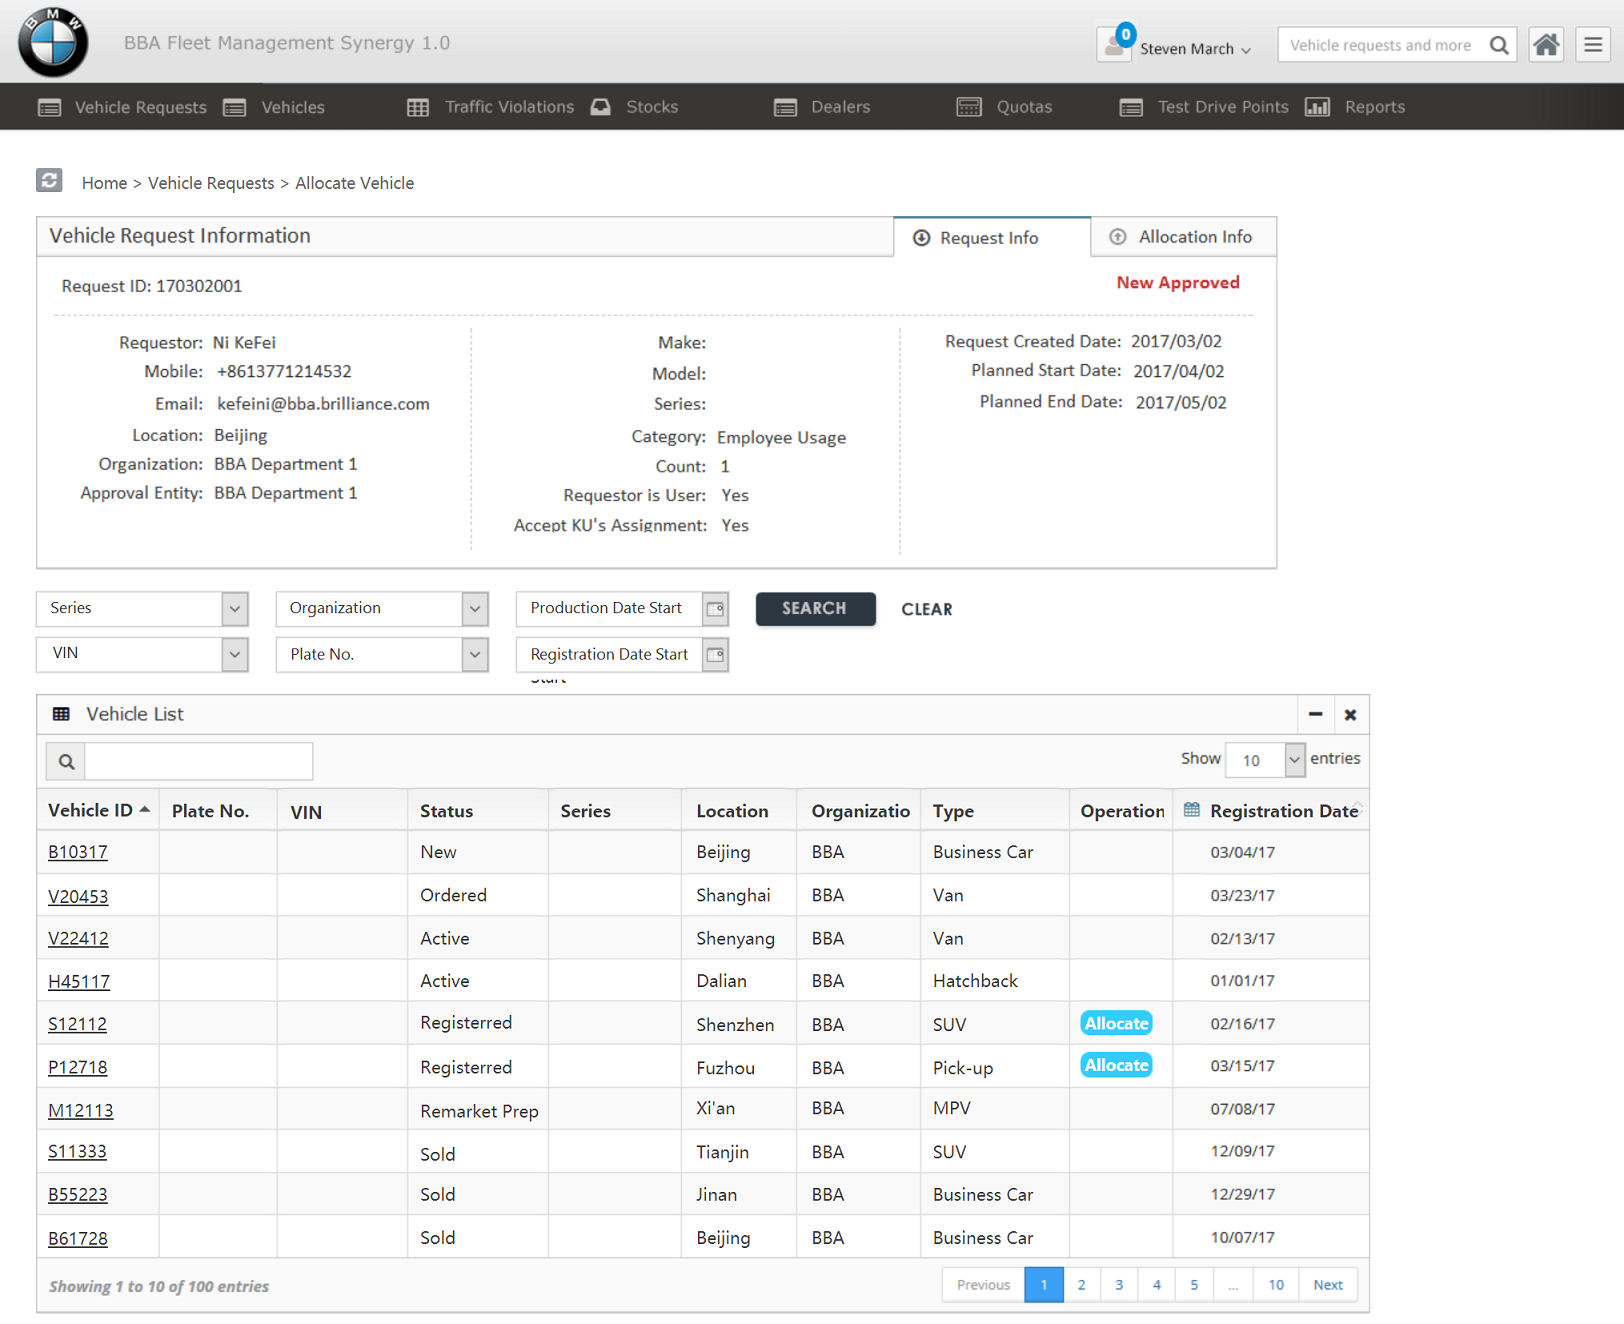 BMW
BBA Fleet Management Synergy 1.0
0
Steven March
Vehicle requests and more
Vehicle Requests
Vehicles
Traffic Violations
Stocks
Dealers
Quotas
Test Drive Points
Reports
Home > Vehicle Requests > Allocate Vehicle
Vehicle Request Information
Request Info
Allocation Info
Request ID: 170302001
New Approved
Requestor: Ni KeFei
Mobile: +8613771214532
Email: kefeini@bba.brilliance.com
Location: Beijing
Organization: BBA Department 1
Approval Entity: BBA Department 1
Make:
Model:
Series:
Category: Employee Usage
Count: 1
Requestor is User: Yes
Accept KU's Assignment: Yes
Request Created Date: 2017/03/02
Planned Start Date: 2017/04/02
Planned End Date: 2017/05/02
Series
Organization
Production Date Start
SEARCH
CLEAR
VIN
Plate No.
Registration Date Start
Start
Vehicle List
Show 10 entries
Vehicle ID Plate No. VIN Status Series Location Organizatio Type Operation Registration Date
B10317 New Beijing BBA Business Car 03/04/17
V20453 Ordered Shanghai BBA Van 03/23/17
V22412 Active Shenyang BBA Van 02/13/17
H45117 Active Dalian BBA Hatchback 01/01/17
S12112 Registerred Shenzhen BBA SUV Allocate 02/16/17
P12718 Registerred Fuzhou BBA Pick-up Allocate 03/15/17
M12113 Remarket Prep Xi'an BBA MPV 07/08/17
S11333 Sold Tianjin BBA SUV 12/09/17
B55223 Sold Jinan BBA Business Car 12/29/17
B61728 Sold Beijing BBA Business Car 10/07/17
Showing 1 to 10 of 100 entries
Previous 1 2 3 4 5 ... 10 Next